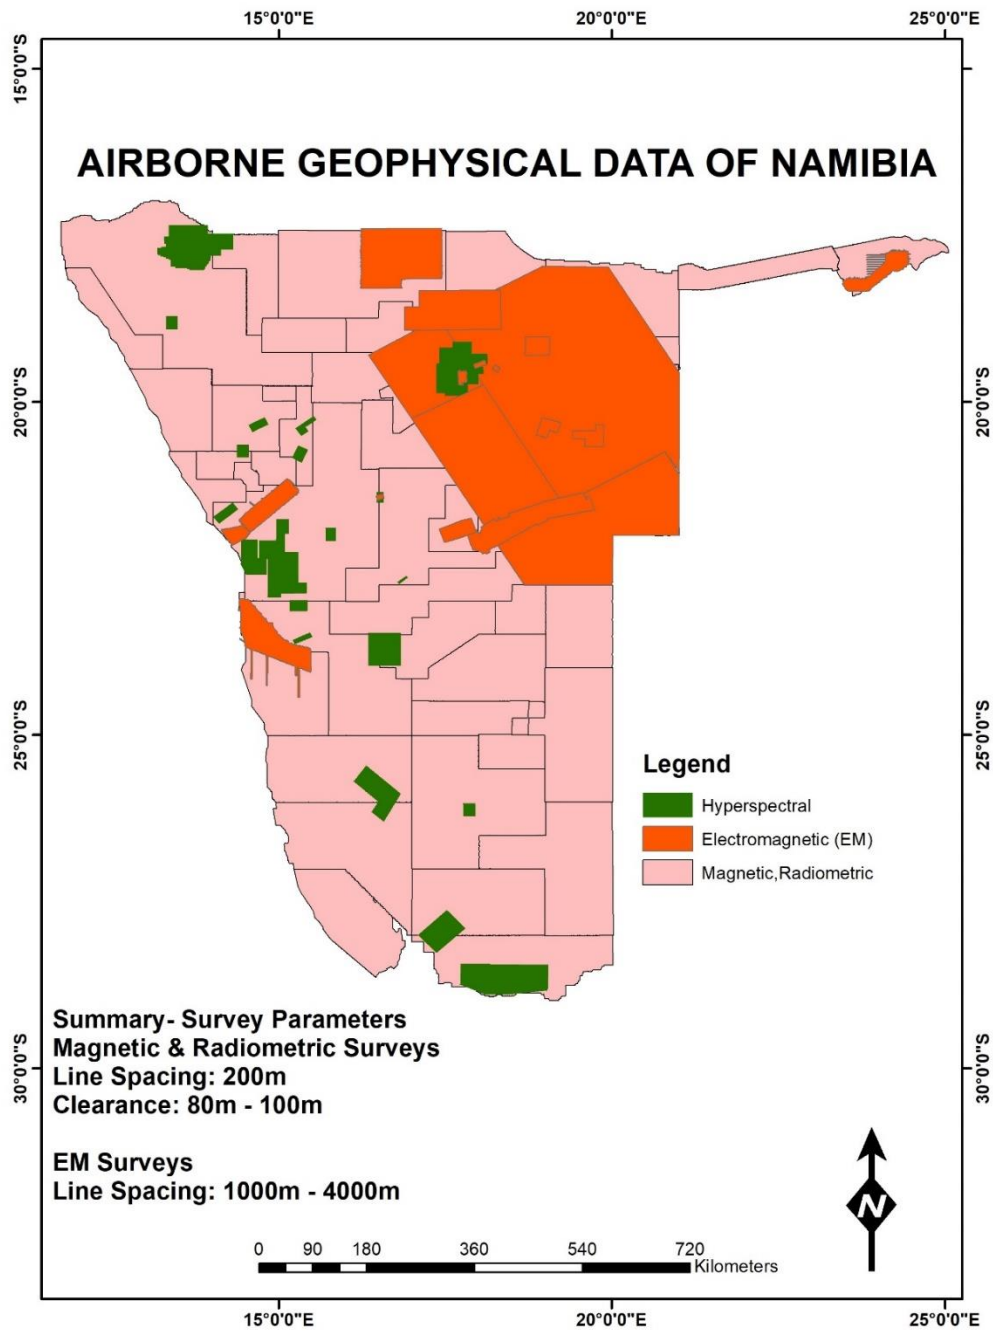 15°0'0"E 20°0'0"E 25°0'0"E
15°0'0"S 15°0'0"S
AIRBORNE GEOPHYSICAL DATA OF NAMIBIA
20°0'0"S 20°0'0"S
25°0'0"S 25°0'0"S
Legend
Hyperspectral
Electromagnetic (EM)
Magnetic,Radiometric
Summary- Survey Parameters
Magnetic & Radiometric Surveys
Line Spacing: 200m
Clearance: 80m - 100m
30°0'0"S 30°0'0"S
EM Surveys
Line Spacing: 1000m - 4000m
N
0 90 180 360 540 720
Kilometers
15°0'0"E 20°0'0"E 25°0'0"E